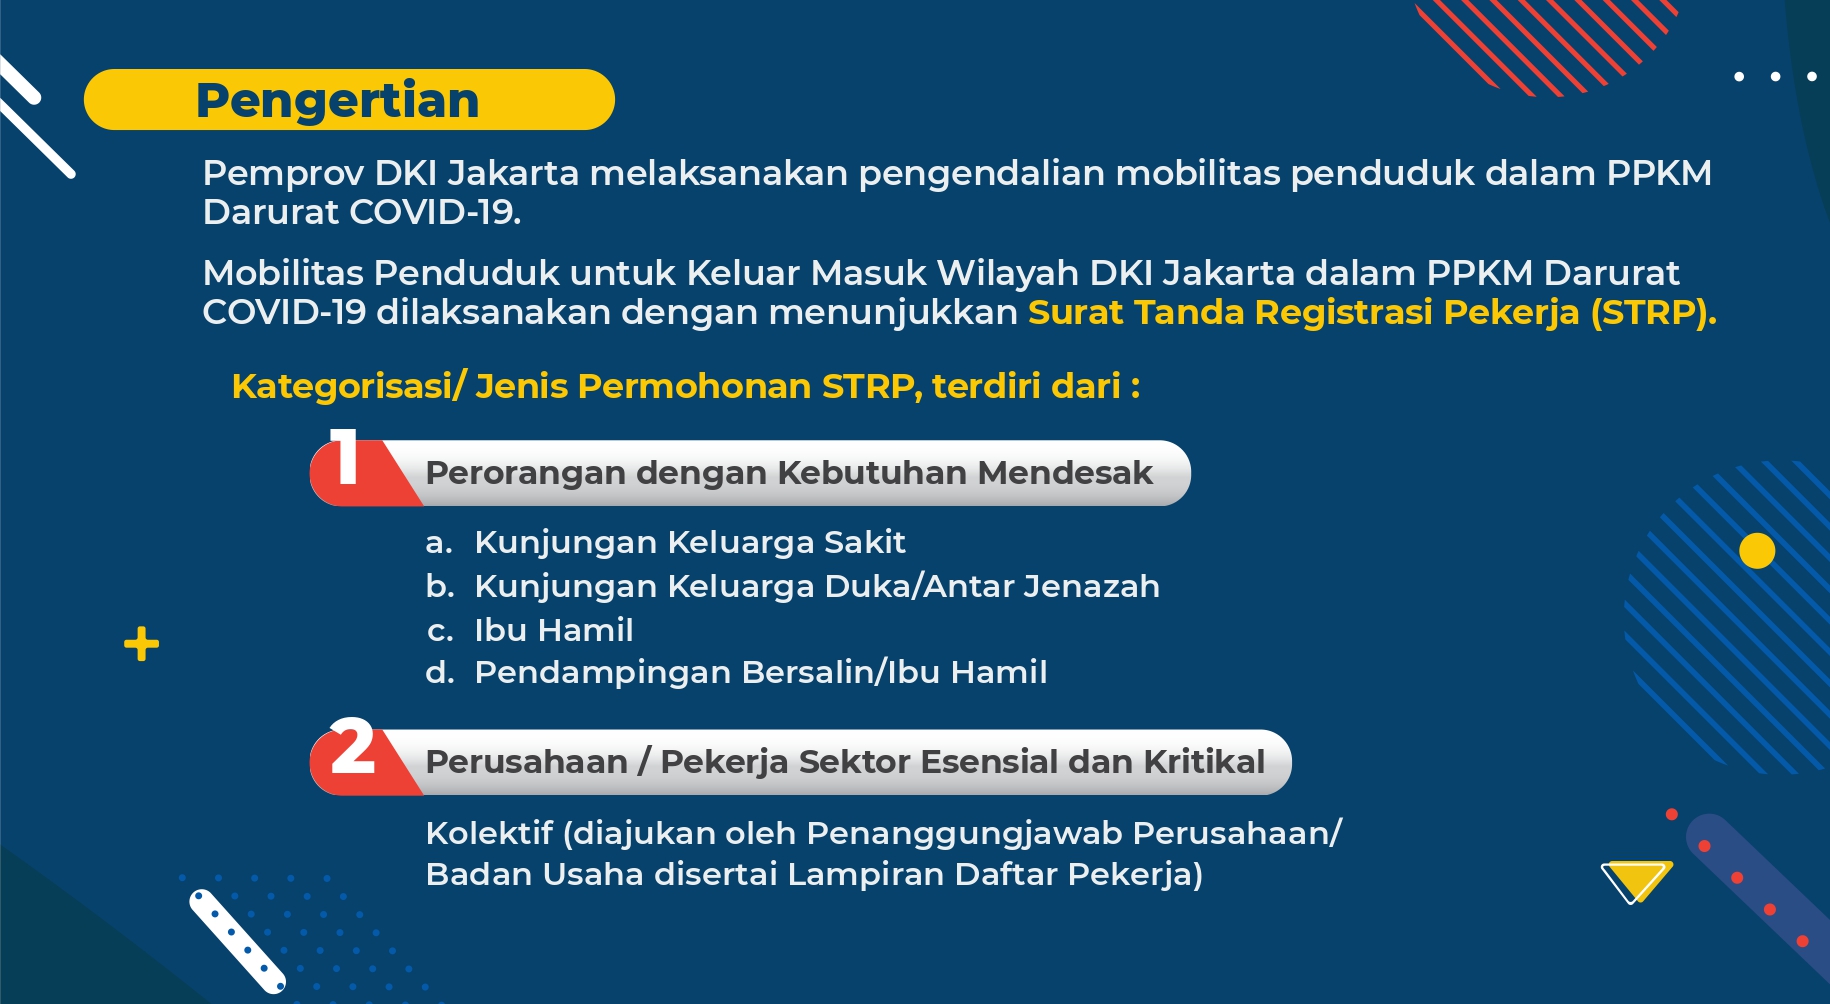 Pengertian
Pemprov DKI Jakarta melaksanakan pengendalian mobilitas penduduk dalam PPKM
Darurat COVID-19.
Mobilitas Penduduk untuk Keluar Masuk Wilayah DKI Jakarta dalam PPKM Darurat
COVID-19 dilaksanakan dengan menunjukkan Surat Tanda Registrasi Pekerja (STRP).
Kategorisasi/ Jenis Permohonan STRP, terdiri dari :
1 Perorangan dengan Kebutuhan Mendesak
a. Kunjungan Keluarga Sakit
b. Kunjungan Keluarga Duka/Antar Jenazah
c. Ibu Hamil
d. Pendampingan Bersalin/Ibu Hamil
2 Perusahaan / Pekerja Sektor Esensial dan Kritikal
Kolektif (diajukan oleh Penanggungjawab Perusahaan/
Badan Usaha disertai Lampiran Daftar Pekerja)